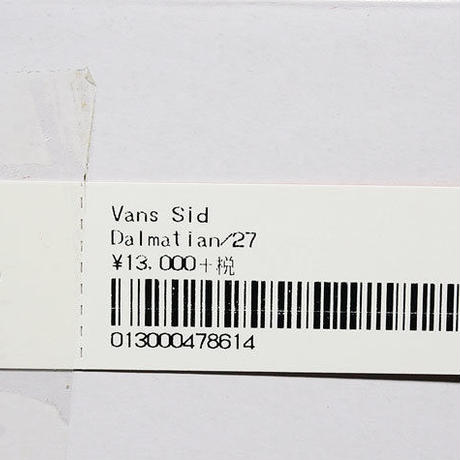 Vans Sid
Dalmatian/27
¥13,000+税
013000478614